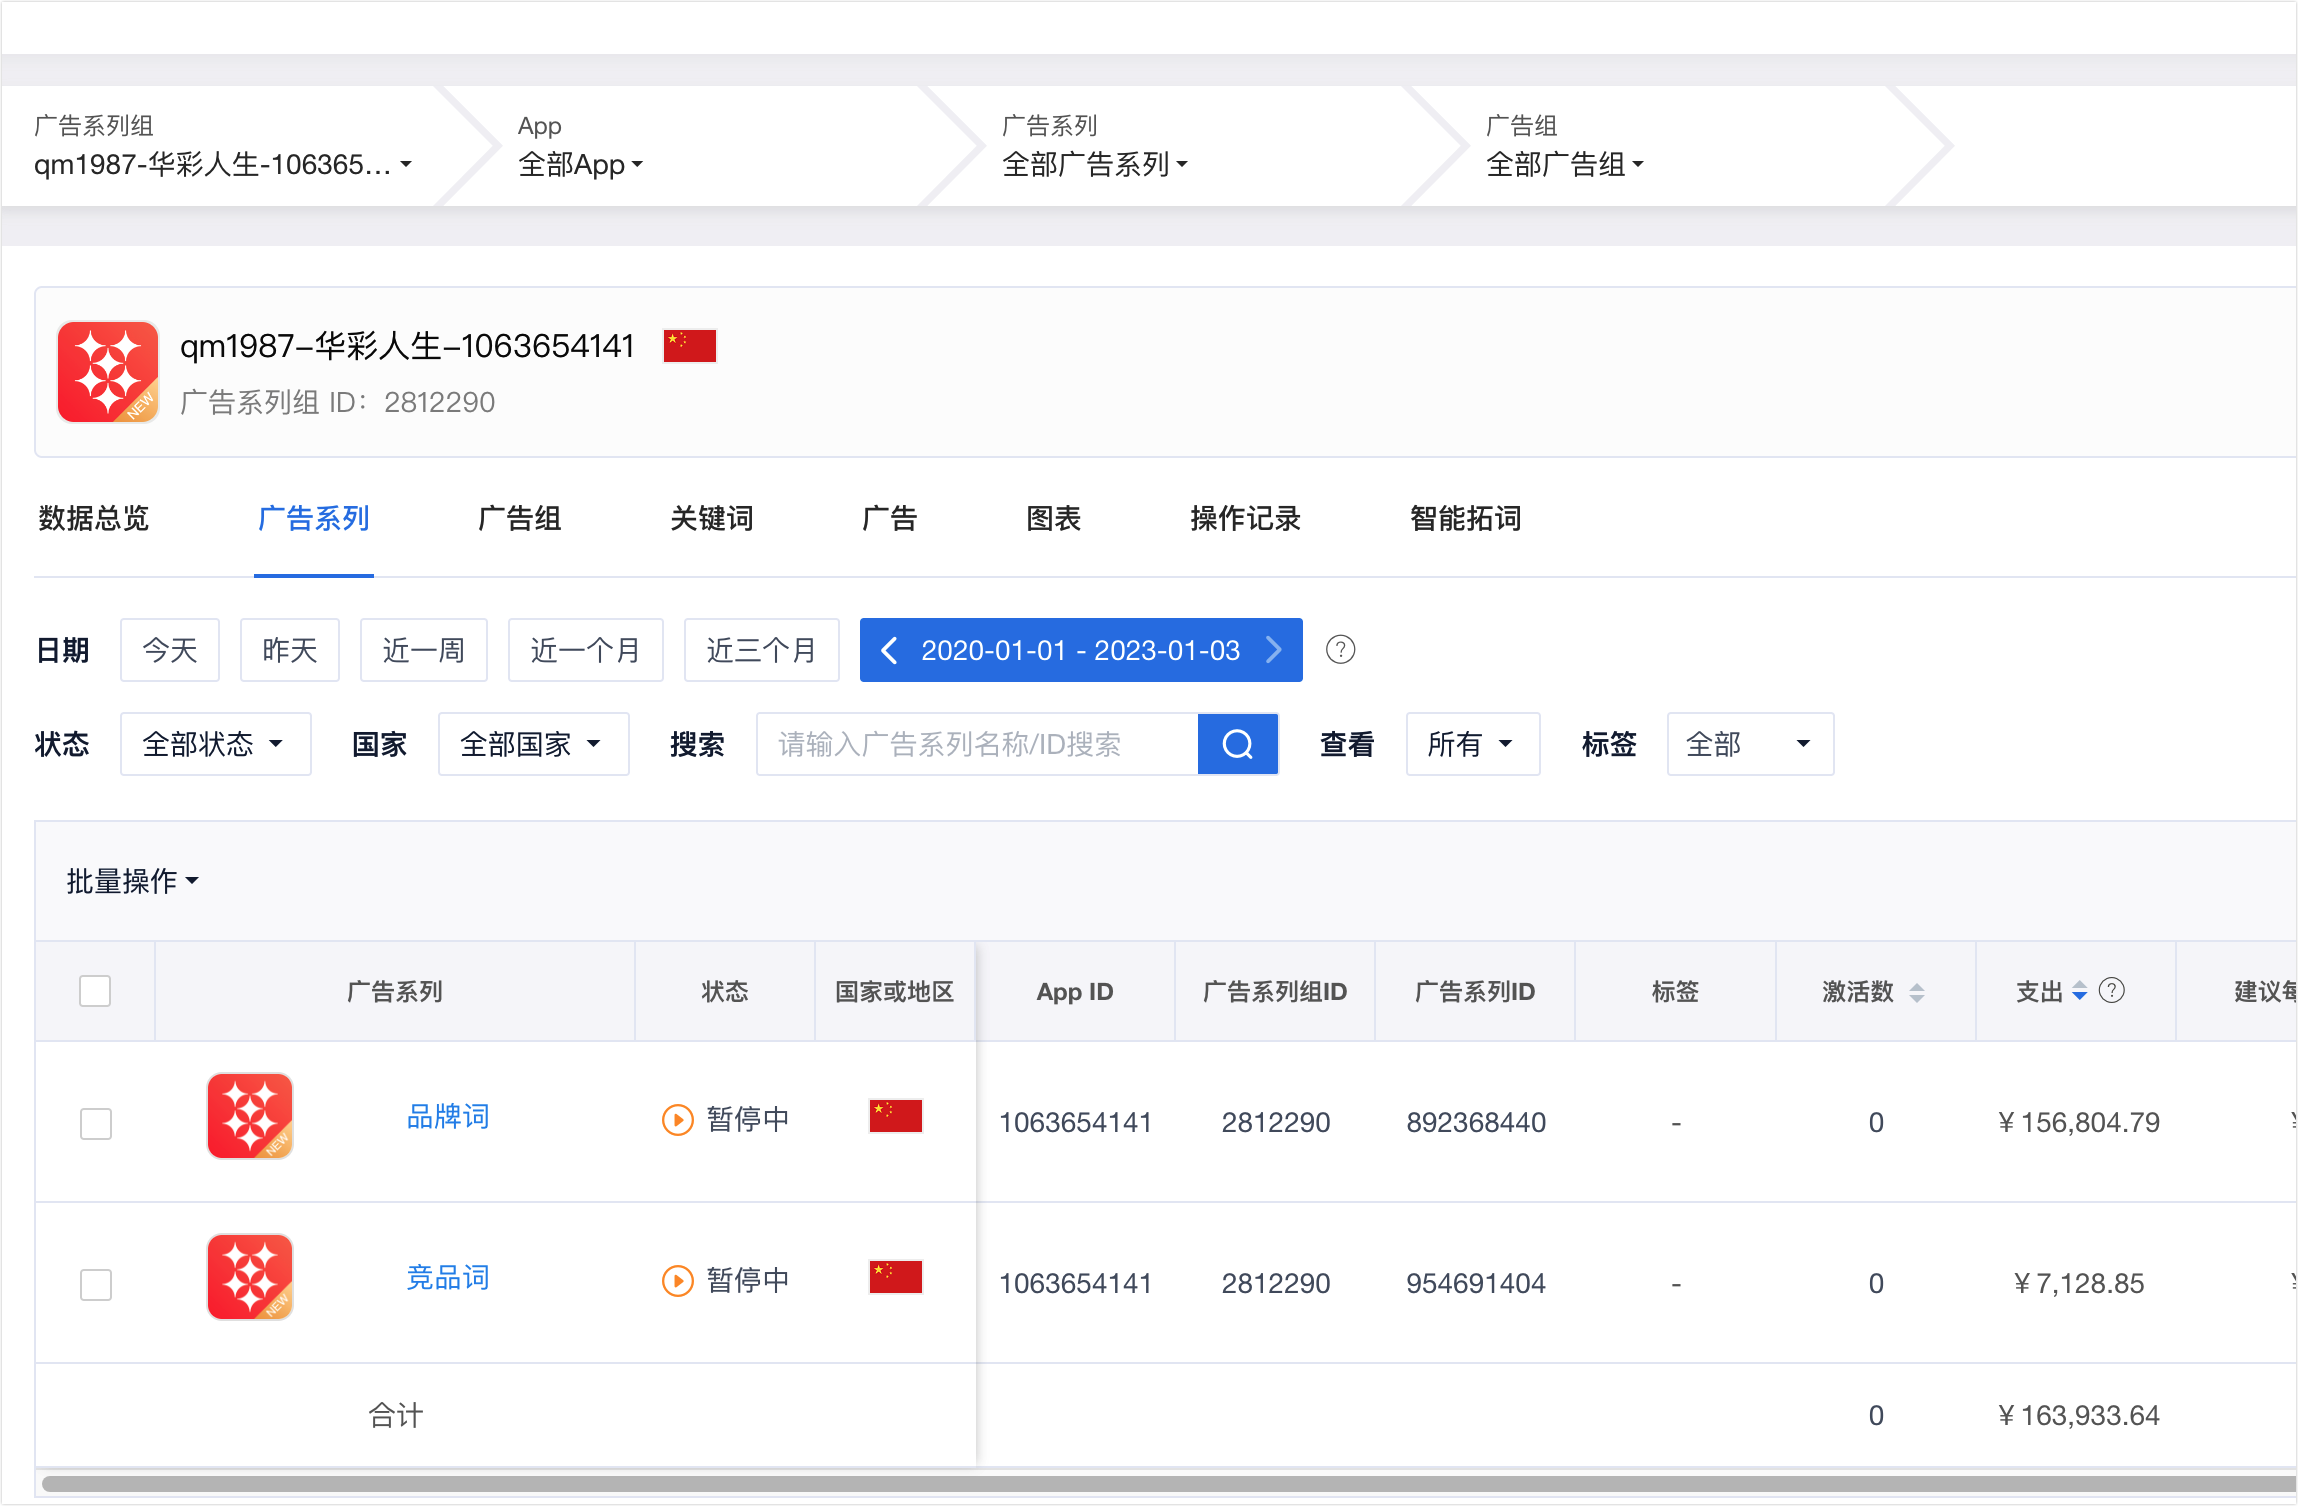 广告系列组 App 广告系列 广告组
qm1987-华彩人生-106365... 全部App 全部广告系列 全部广告组
qm1987-华彩人生-1063654141
广告系列组 ID: 2812290
NEW
数据总览 广告系列 广告组 关键词 广告 图表 操作记录 智能拓词
日期 今天 昨天 近一周 近一个月 近三个月 2020-01-01 - 2023-01-03 ?
状态 全部状态 国家 全部国家 搜索 请输入广告系列名称/ID搜索 查看 所有 标签 全部
批量操作
广告系列 状态 国家或地区 App ID 广告系列组ID 广告系列ID 标签 激活数 支出 ? 建议每
NEW 品牌词 暂停中 1063654141 2812290 892368440 - 0 ¥ 156,804.79 ¥
NEW 竞品词 暂停中 1063654141 2812290 954691404 - 0 ¥ 7,128.85 ¥
合计 0 ¥ 163,933.64